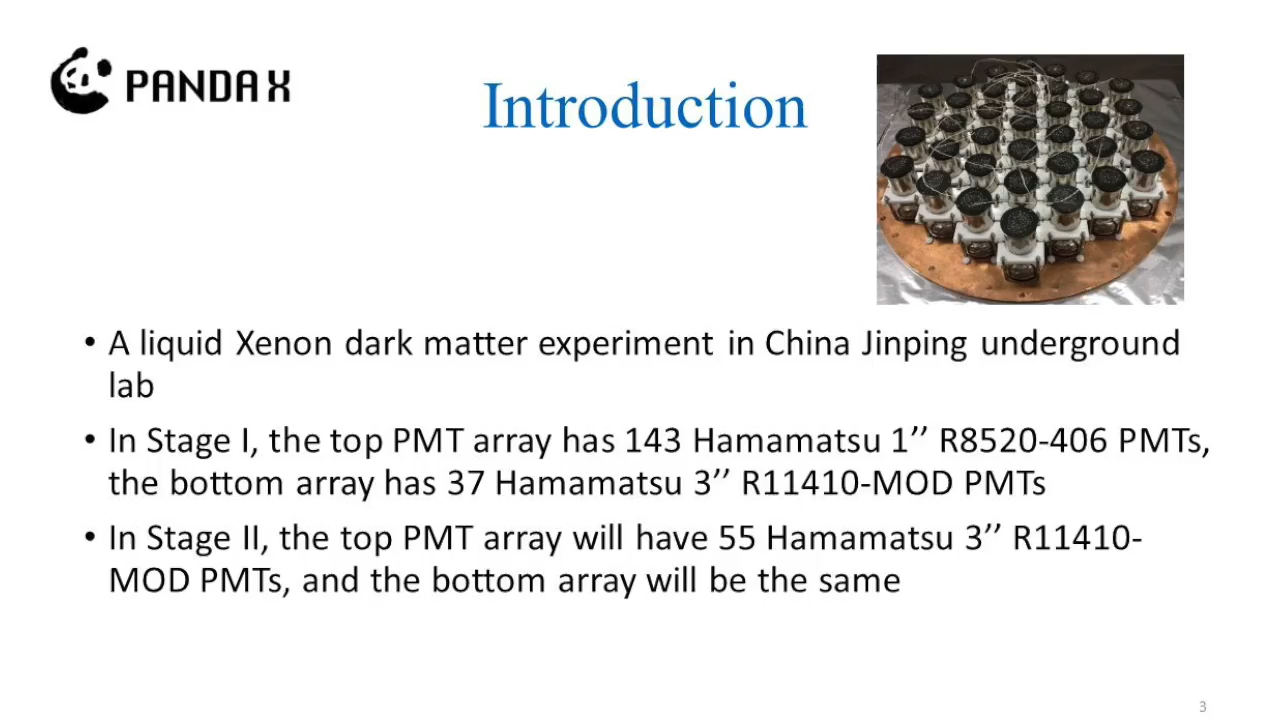 PANDA X
Introduction
• A liquid Xenon dark matter experiment in China Jinping underground
lab
• In Stage I, the top PMT array has 143 Hamamatsu 1’’ R8520-406 PMTs,
the bottom array has 37 Hamamatsu 3’’ R11410-MOD PMTs
• In Stage II, the top PMT array will have 55 Hamamatsu 3’’ R11410-
MOD PMTs, and the bottom array will be the same
3